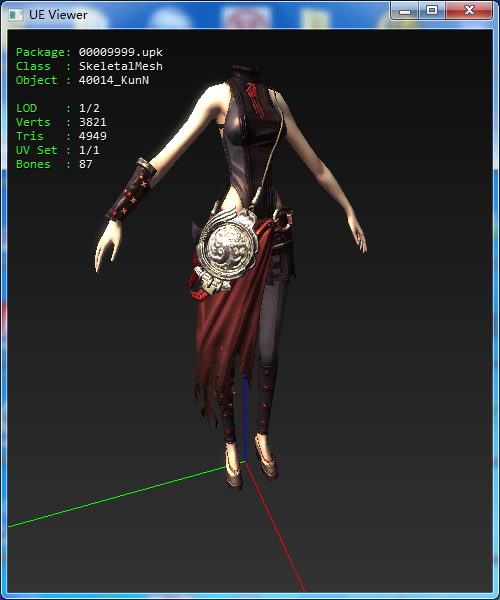 UE Viewer
Package: 00009999.upk
Class : SkeletalMesh
Object : 40014_KunN
LOD : 1/2
Verts : 3821
Tris : 4949
UV Set : 1/1
Bones : 87